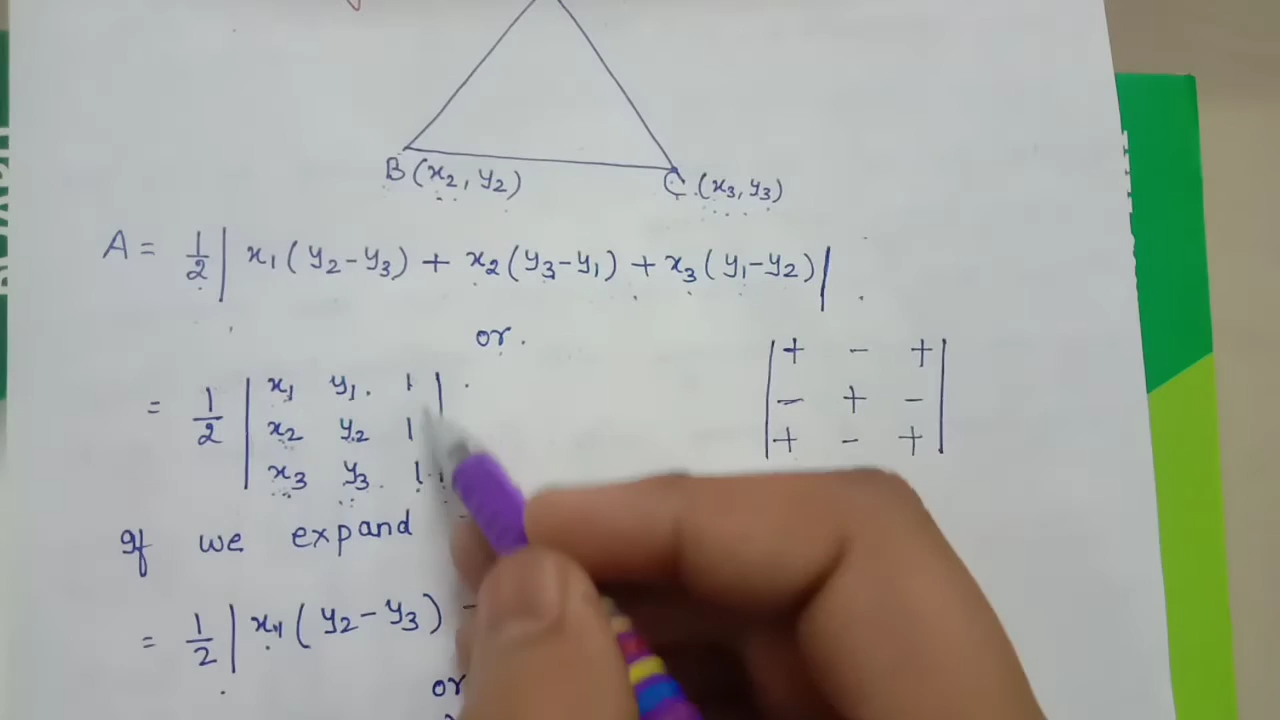 B (x₂, y₂)
C (x₃, y₃)
A = 1/2 | x₁ (y₂-y₃) + x₂ (y₃-y₁) + x₃ (y₁-y₂) |
or.
= 1/2 | x₁ y₁ 1 |
| x₂ y₂ 1 |
| x₃ y₃ 1 |
| + - + |
| - + - |
| + - + |
If we expand
= 1/2 | x₁ (y₂-y₃) -
or